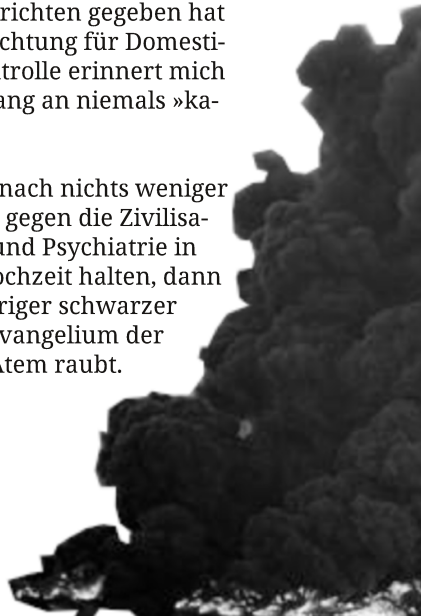 richten gegeben hat
chtung für Domesti-
trolle erinnert mich
ang an niemals »ka-
nach nichts weniger
gegen die Zivilisa-
und Psychiatrie in
ochzeit halten, dann
riger schwarzer
vangelium der
Atem raubt.